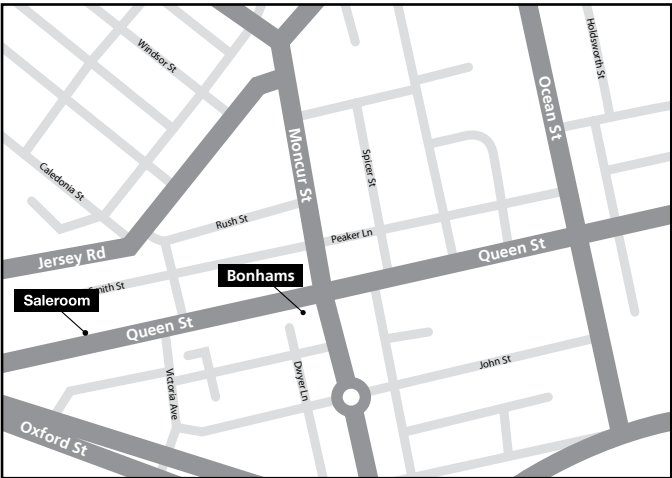 Windsor St
Holdsworth St
Ocean St
Moncur St
Spicer St
Caledonia St
Rush St
Peaker Ln
Queen St
Jersey Rd
Bonhams
Smith St
Saleroom
Queen St
John St
Victoria Ave
Dwyer Ln
Oxford St